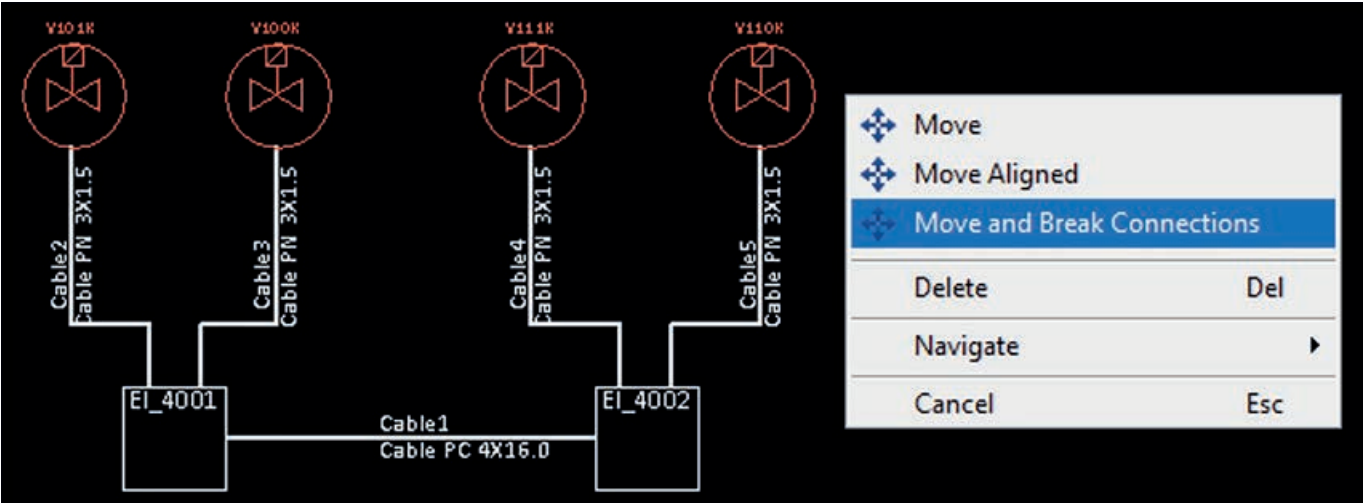 V101K
V100K
V111K
V110K
Cable2
Cable PN 3X1.5
Cable3
Cable PN 3X1.5
Cable4
Cable PN 3X1.5
Cable5
Cable PN 3X1.5
EI_4001
EI_4002
Cable1
Cable PC 4X16.0
Move
Move Aligned
Move and Break Connections
Delete Del
Navigate
Cancel Esc